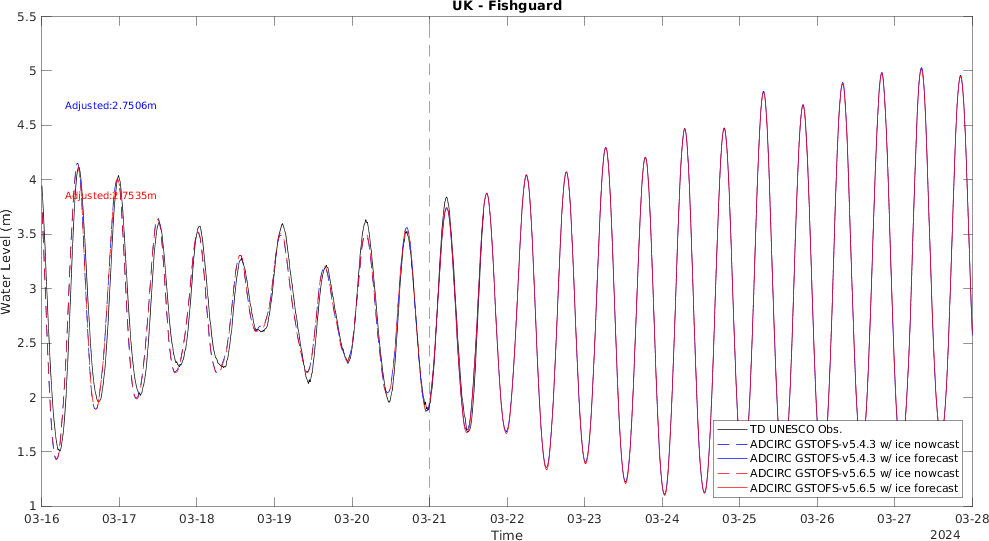 UK - Fishguard
5.5
5
4.5
4
3.5
3
2.5
2
1.5
1
Water Level (m)
Adjusted:2.7506m
Adjusted:2.7535m
TD UNESCO Obs.
ADCIRC GSTOFS-v5.4.3 w/ ice nowcast
ADCIRC GSTOFS-v5.4.3 w/ ice forecast
ADCIRC GSTOFS-v5.6.5 w/ ice nowcast
ADCIRC GSTOFS-v5.6.5 w/ ice forecast
03-16 03-17 03-18 03-19 03-20 03-21 03-22 03-23 03-24 03-25 03-26 03-27 03-28
Time
2024